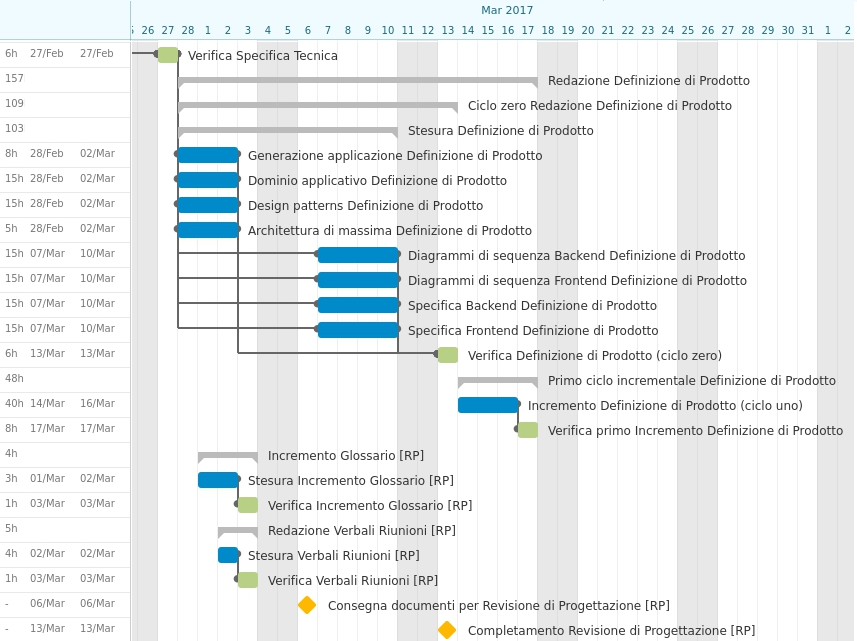 Mar 2017
26 27 28 1 2 3 4 5 6 7 8 9 10 11 12 13 14 15 16 17 18 19 20 21 22 23 24 25 26 27 28 29 30 31 1 2
6h 27/Feb 27/Feb Verifica Specifica Tecnica
157 Redazione Definizione di Prodotto
109 Ciclo zero Redazione Definizione di Prodotto
103 Stesura Definizione di Prodotto
8h 28/Feb 02/Mar Generazione applicazione Definizione di Prodotto
15h 28/Feb 02/Mar Dominio applicativo Definizione di Prodotto
15h 28/Feb 02/Mar Design patterns Definizione di Prodotto
5h 28/Feb 02/Mar Architettura di massima Definizione di Prodotto
15h 07/Mar 10/Mar Diagrammi di sequenza Backend Definizione di Prodotto
15h 07/Mar 10/Mar Diagrammi di sequenza Frontend Definizione di Prodotto
15h 07/Mar 10/Mar Specifica Backend Definizione di Prodotto
15h 07/Mar 10/Mar Specifica Frontend Definizione di Prodotto
6h 13/Mar 13/Mar Verifica Definizione di Prodotto (ciclo zero)
48h Primo ciclo incrementale Definizione di Prodotto
40h 14/Mar 16/Mar Incremento Definizione di Prodotto (ciclo uno)
8h 17/Mar 17/Mar Verifica primo Incremento Definizione di Prodotto
4h Incremento Glossario [RP]
3h 01/Mar 02/Mar Stesura Incremento Glossario [RP]
1h 03/Mar 03/Mar Verifica Incremento Glossario [RP]
5h Redazione Verbali Riunioni [RP]
4h 02/Mar 02/Mar Stesura Verbali Riunioni [RP]
1h 03/Mar 03/Mar Verifica Verbali Riunioni [RP]
- 06/Mar 06/Mar Consegna documenti per Revisione di Progettazione [RP]
- 13/Mar 13/Mar Completamento Revisione di Progettazione [RP]